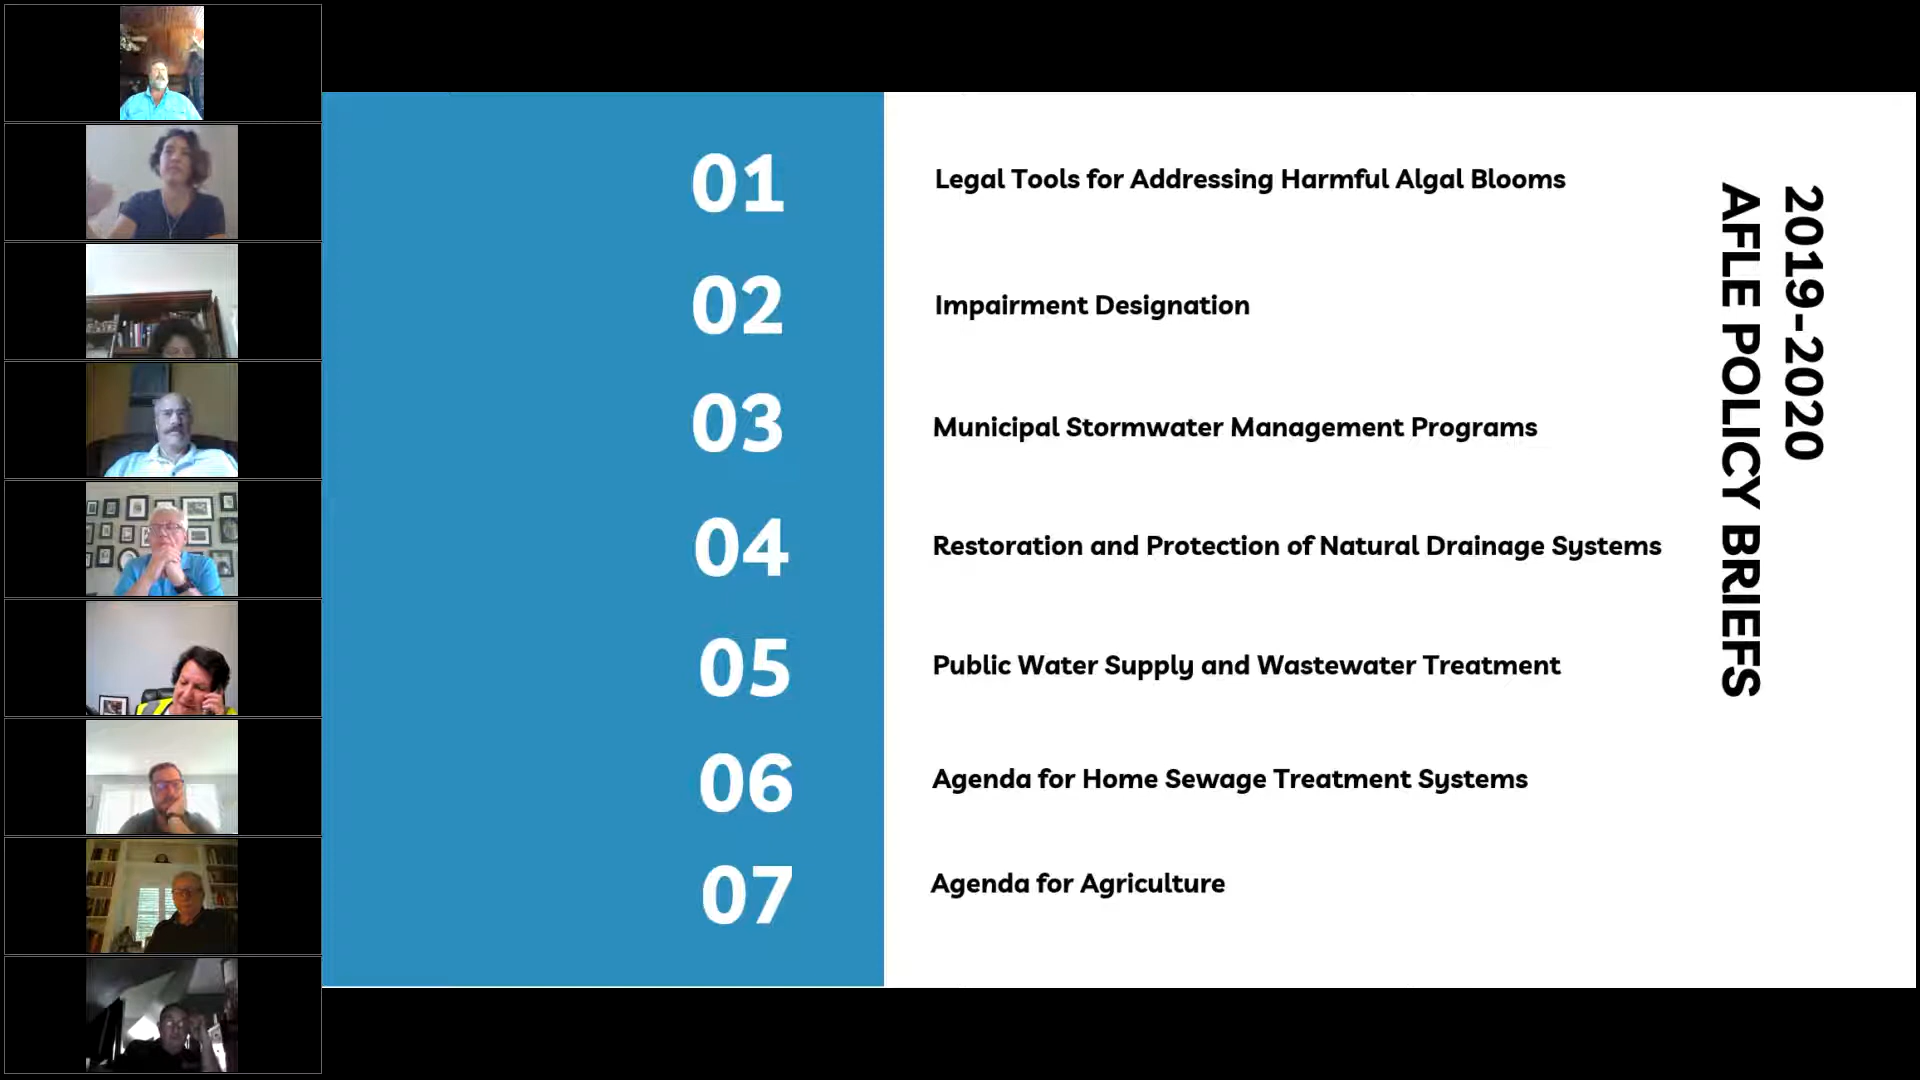 01
Legal Tools for Addressing Harmful Algal Blooms
02
Impairment Designation
03
Municipal Stormwater Management Programs
04
Restoration and Protection of Natural Drainage Systems
05
Public Water Supply and Wastewater Treatment
06
Agenda for Home Sewage Treatment Systems
07
Agenda for Agriculture
2019-2020
AFLE POLICY BRIEFS